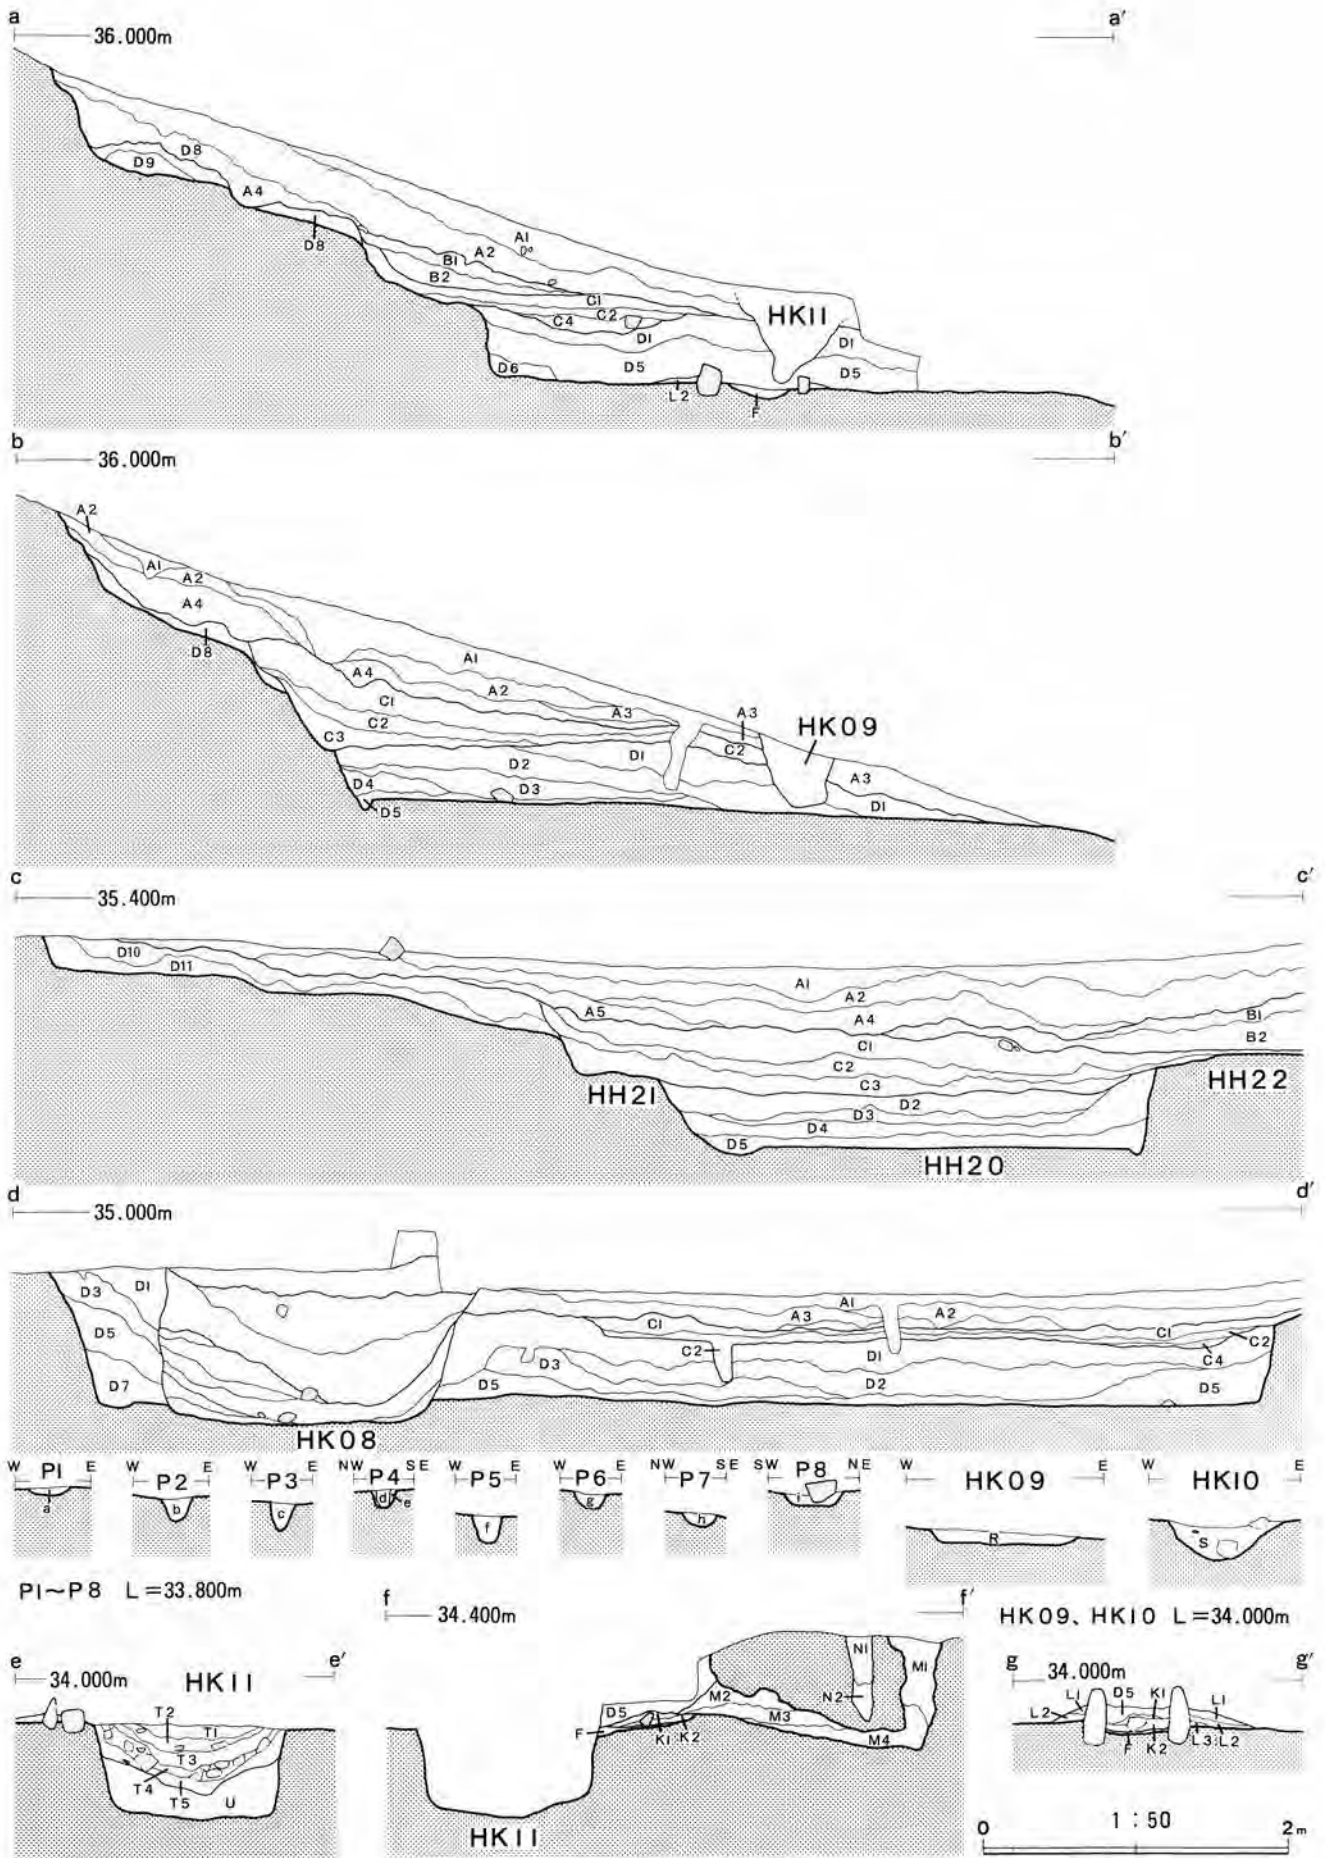 a a′
36.000m
D8
D9
A4
D8
A1
A2
B1
B2
C1
C2
C4
D1
HK11
D1
D5
D5
D6
L2
F
b b′
36.000m
A2
A1
A2
A4
D8
A1
A4
A2
C1
A3
A3
HK09
C2
C2
C3
D1
A3
D2
D4
D3
D1
D5
c c′
35.400m
D10
D11
A1
A2
A5
A4
B1
C1
B2
C2
C3
HH21
HH22
D2
D3
D4
D5
HH20
d d′
35.000m
D3
D1
A1
A3
A2
C1
C1
D5
C2
C2
D1
C4
D3
D5
D2
D5
D7
HK08
W P1 E W P2 E W P3 E NW P4 SE W P5 E W P6 E NW P7 SE SW P8 NE W HK09 E W HK10 E
a b c d e f g h i R S
P1~P8 L=33.800m
f f′
34.400m
HK09、HK10 L=34.000m
e e′
34.000m
HK11
T2
T1
T3
T4
T5
U
N1
M1
M2
N2
D5
M3
F
K1
K2
M4
HK11
g g′
34.000m
L1 D5 K1 L1
L2
F K2 L3 L2
1:50
0 2m